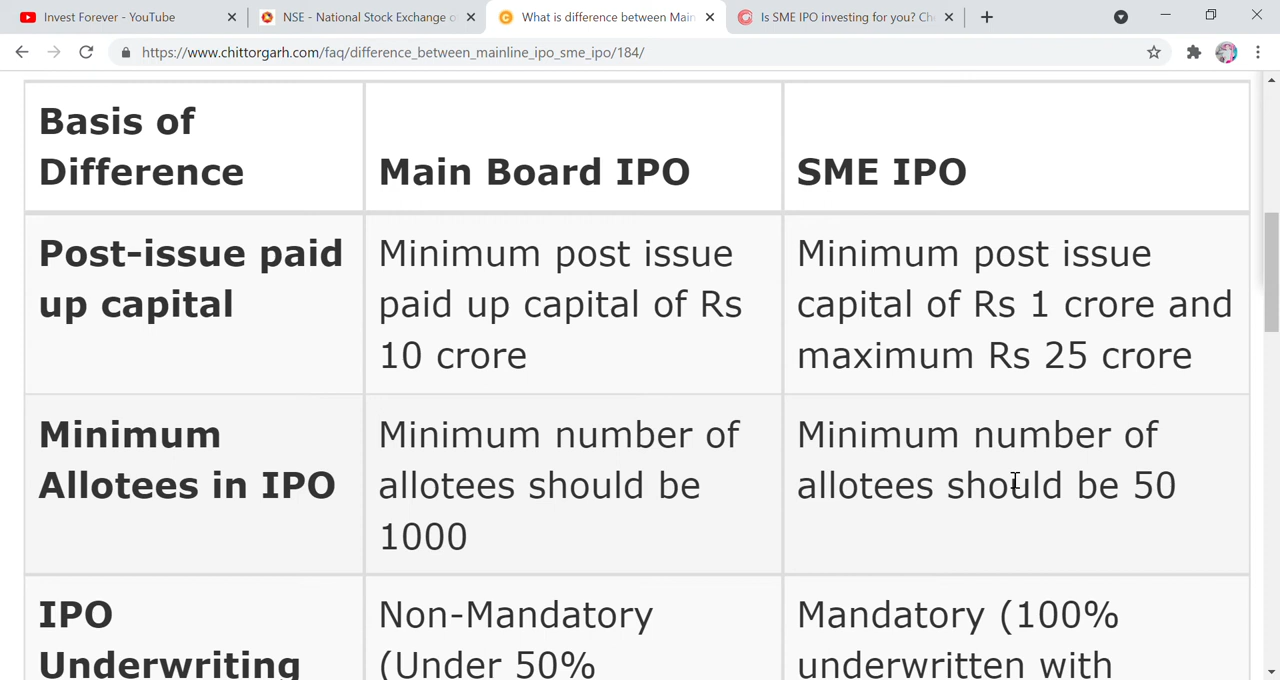 Invest Forever - YouTube
NSE - National Stock Exchange o
What is difference between Main
Is SME IPO investing for you? Ch
https://www.chittorgarh.com/faq/difference_between_mainline_ipo_sme_ipo/184/
Basis of
Difference
Main Board IPO
SME IPO
Post-issue paid
up capital
Minimum post issue
paid up capital of Rs
10 crore
Minimum post issue
capital of Rs 1 crore and
maximum Rs 25 crore
Minimum
Allotees in IPO
Minimum number of
allotees should be
1000
Minimum number of
allotees should be 50
IPO
Underwriting
Non-Mandatory
(Under 50%
Mandatory (100%
underwritten with